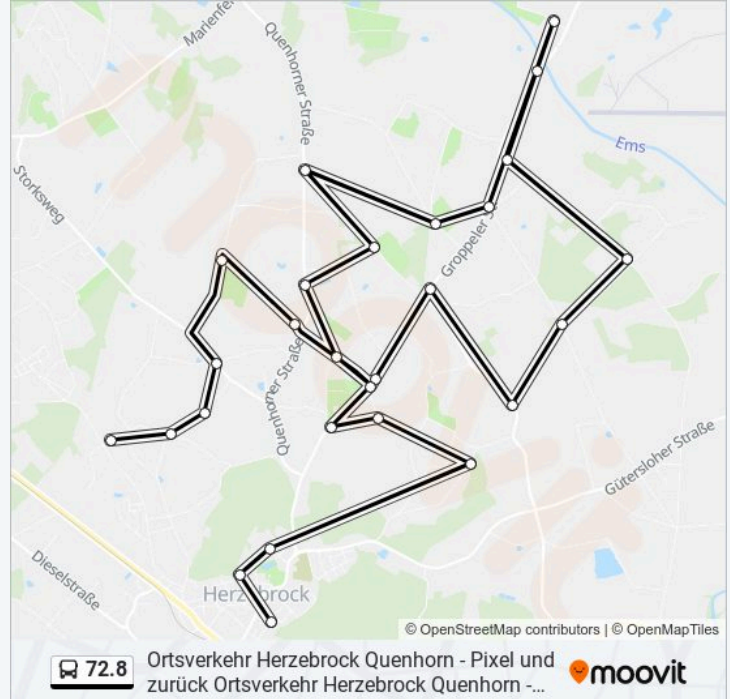 Marienfe
Quenhorner Straße
Ems
Storksweg
Groppeler S
Quenhorner Straße
Gütersloher Straße
Dieselstraße
Herzebrock
© OpenStreetMap contributors | © OpenMapTiles
72.8
Ortsverkehr Herzebrock Quenhorn - Pixel und
zurück Ortsverkehr Herzebrock Quenhorn -...
moovit